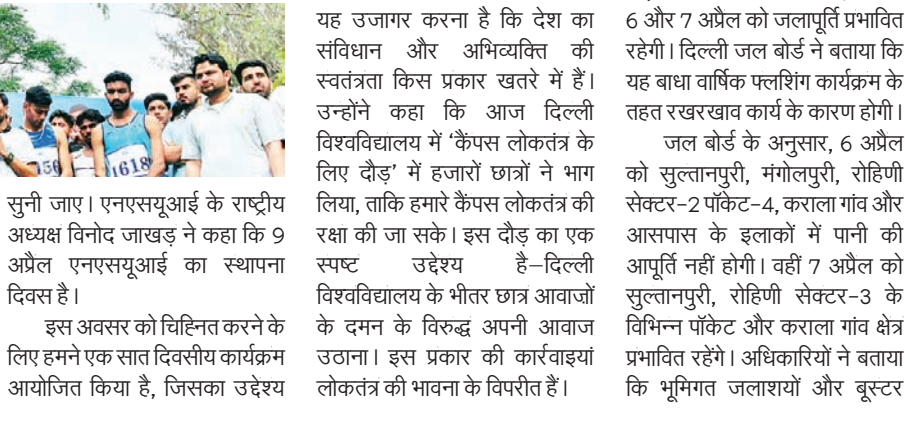 156
1618
सुनी जाए। एनएसयूआई के राष्ट्रीय
अध्यक्ष विनोद जाखड़ ने कहा कि 9
अप्रैल एनएसयूआई का स्थापना
दिवस है।
इस अवसर को चिह्नित करने के
लिए हमने एक सात दिवसीय कार्यक्रम
आयोजित किया है, जिसका उद्देश्य
यह उजागर करना है कि देश का
संविधान और अभिव्यक्ति की
स्वतंत्रता किस प्रकार खतरे में हैं।
उन्होंने कहा कि आज दिल्ली
विश्वविद्यालय में ‘कैंपस लोकतंत्र के
लिए दौड़’ में हजारों छात्रों ने भाग
लिया, ताकि हमारे कैंपस लोकतंत्र की
रक्षा की जा सके। इस दौड़ का एक
स्पष्ट उद्देश्य है–दिल्ली
विश्वविद्यालय के भीतर छात्र आवाजों
के दमन के विरुद्ध अपनी आवाज
उठाना। इस प्रकार की कार्रवाइयां
लोकतंत्र की भावना के विपरीत हैं।
6 और 7 अप्रैल को जलापूर्ति प्रभावित
रहेगी। दिल्ली जल बोर्ड ने बताया कि
यह बाधा वार्षिक फ्लशिंग कार्यक्रम के
तहत रखरखाव कार्य के कारण होगी।
जल बोर्ड के अनुसार, 6 अप्रैल
को सुल्तानपुरी, मंगोलपुरी, रोहिणी
सेक्टर-2 पॉकेट-4, कराला गांव और
आसपास के इलाकों में पानी की
आपूर्ति नहीं होगी। वहीं 7 अप्रैल को
सुल्तानपुरी, रोहिणी सेक्टर-3 के
विभिन्न पॉकेट और कराला गांव क्षेत्र
प्रभावित रहेंगे। अधिकारियों ने बताया
कि भूमिगत जलाशयों और बूस्टर